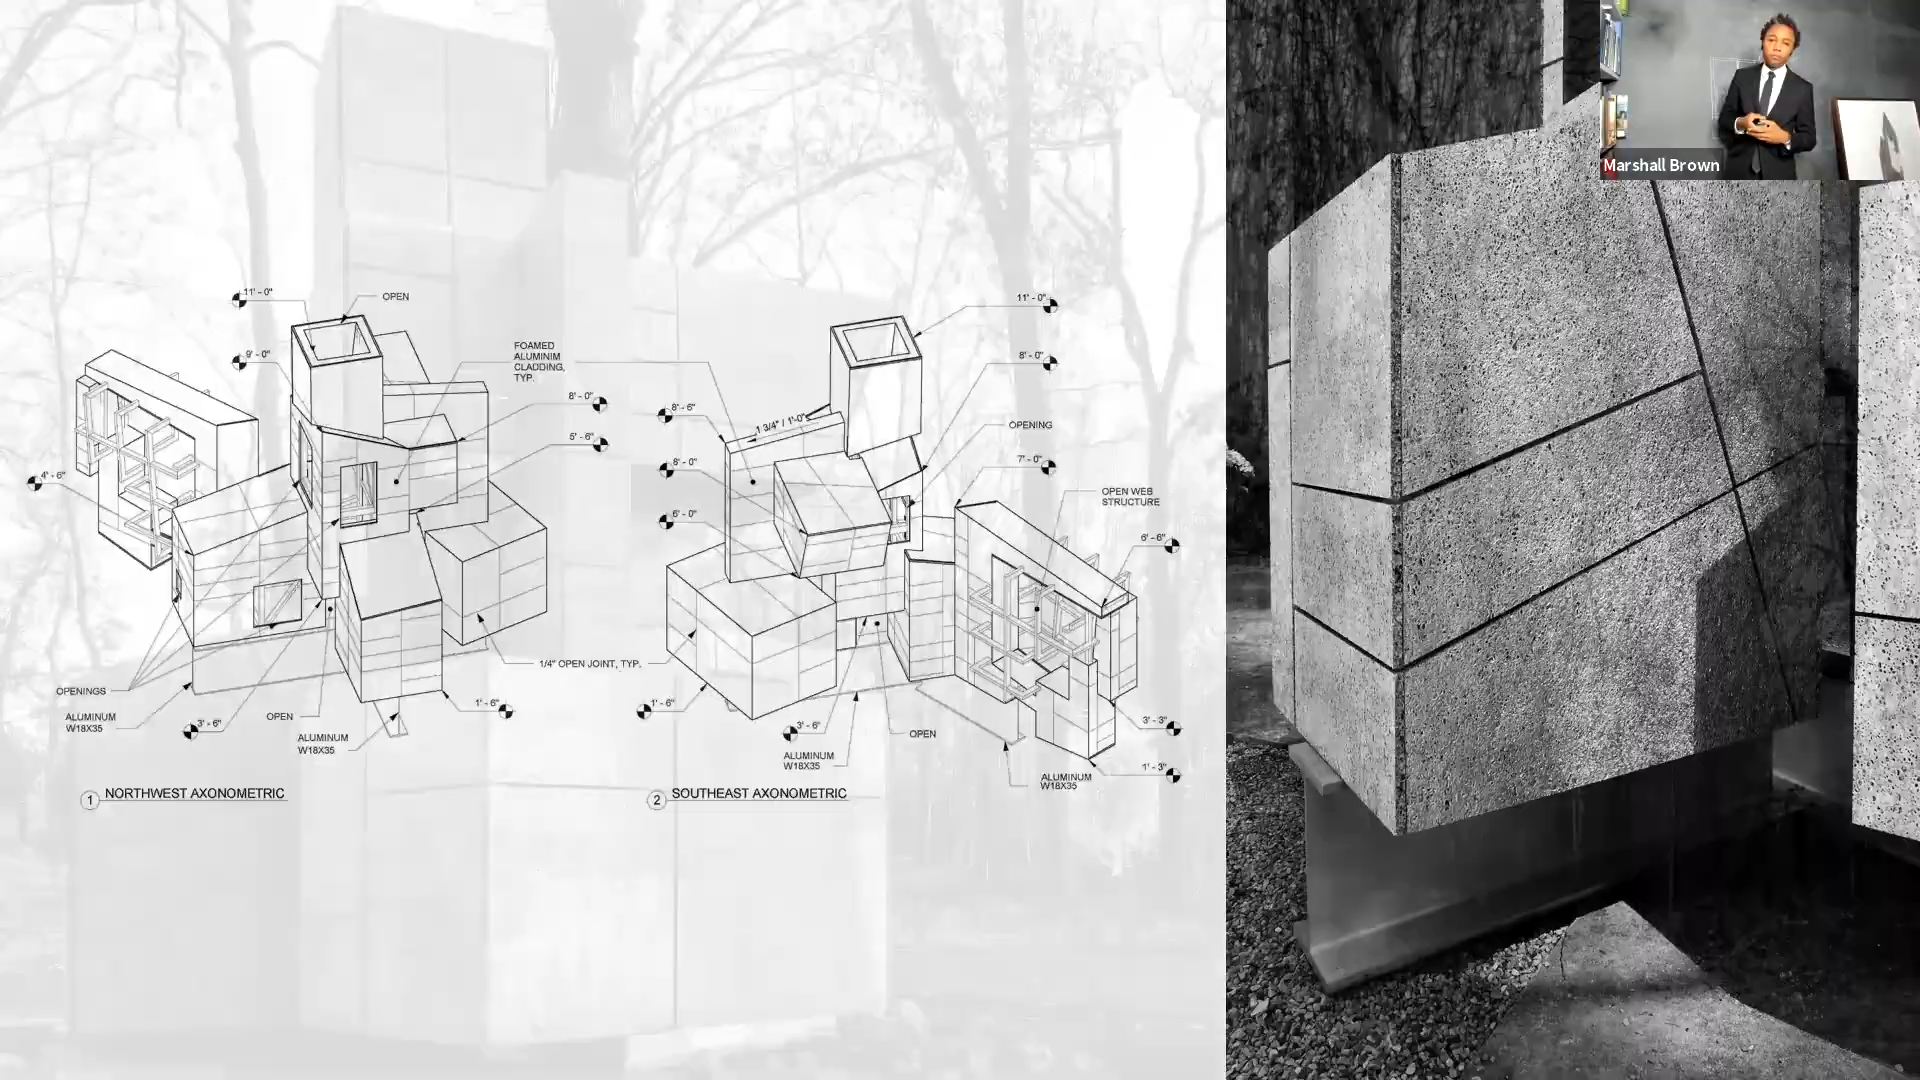 Marshall Brown
11' - 0"
OPEN
9' - 0"
FOAMED
ALUMINIM
CLADDING,
TYP.
8' - 0"
5' - 6"
4' - 6"
OPENINGS
ALUMINUM
W18X35
3' - 6"
OPEN
ALUMINUM
W18X35
1' - 6"
1/4" OPEN JOINT, TYP.
1 NORTHWEST AXONOMETRIC
11' - 0"
8' - 0"
8' - 6"
1 3/4" / 1'-0"
OPENING
8' - 0"
7' - 0"
OPEN WEB
STRUCTURE
6' - 0"
6' - 6"
1' - 6"
3' - 6"
OPEN
ALUMINUM
W18X35
3' - 3"
1' - 3"
ALUMINUM
W18X35
2 SOUTHEAST AXONOMETRIC